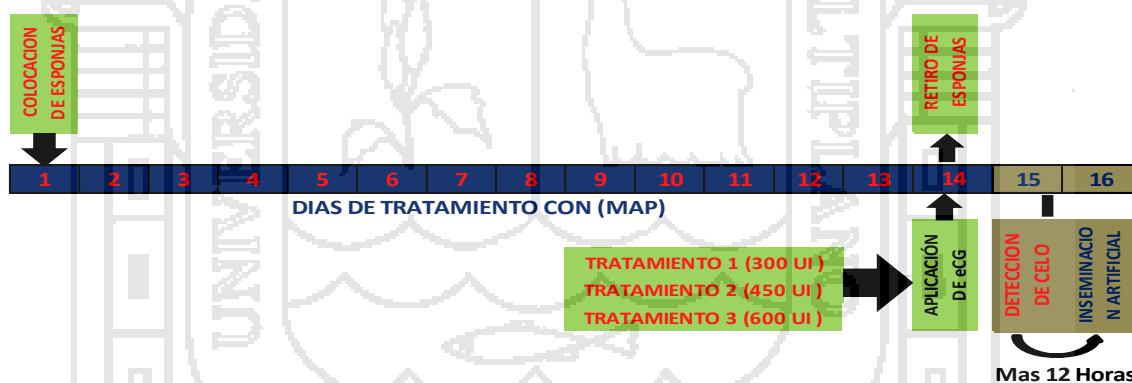 COLOCACION
DE ESPONJAS
RETIRO DE
ESPONJAS
1 2 3 4 5 6 7 8 9 10 11 12 13 14 15 16
DIAS DE TRATAMIENTO CON (MAP)
TRATAMIENTO 1 (300 UI )
TRATAMIENTO 2 (450 UI )
TRATAMIENTO 3 (600 UI )
APLICACIÓN
DE eCG
DETECCION
DE CELO
INSEMINACIO
N ARTIFICIAL
Mas 12 Horas